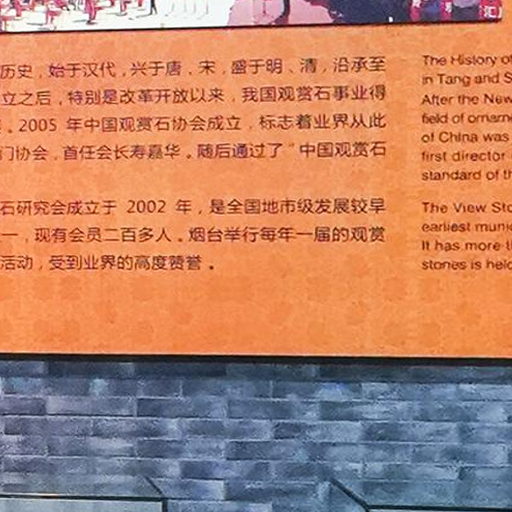 汇
历史，始于汉代，兴于唐、宋，盛于明、清，沿承至
立之后，特别是改革开放以来，我国观赏石事业得
。2005 年中国观赏石协会成立，标志着业界从此
门协会，首任会长寿嘉华。随后通过了“中国观赏石
石研究会成立于 2002 年，是全国地市级发展较早
一，现有会员二百多人。烟台举行每年一届的观赏
活动，受到业界的高度赞誉。
The History of
in Tang and S
After the New
field of orname
of China was
first director
standard of th
The View Sto
earliest munic
It has more th
stones is held